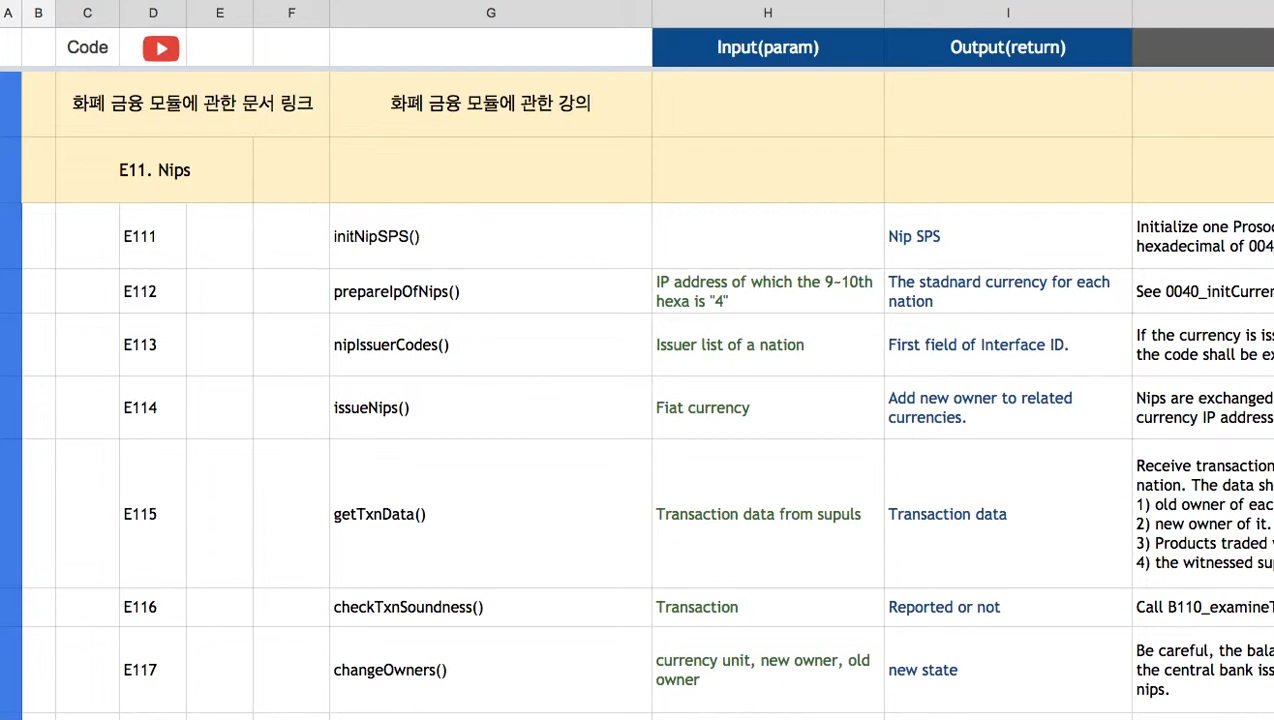 A B C D E F G H I
Code Input(param) Output(return)
화폐 금융 모듈에 관한 문서 링크 화폐 금융 모듈에 관한 강의
E11. Nips
E111 initNipSPS() Nip SPS
Initialize one Proso
hexadecimal of 004
E112 prepareIpOfNips()
IP address of which the 9~10th
hexa is "4"
The stadnard currency for each
nation
See 0040_initCurre
E113 nipIssuerCodes() Issuer list of a nation First field of Interface ID.
If the currency is is
the code shall be e
E114 issueNips() Fiat currency
Add new owner to related
currencies.
Nips are exchanged
currency IP address
E115 getTxnData() Transaction data from supuls Transaction data
Receive transaction
nation. The data sh
1) old owner of eac
2) new owner of it.
3) Products traded
4) the witnessed su
E116 checkTxnSoundness() Transaction Reported or not Call B110_examineT
E117 changeOwners()
currency unit, new owner, old
owner
new state
Be careful, the bala
the central bank iss
nips.